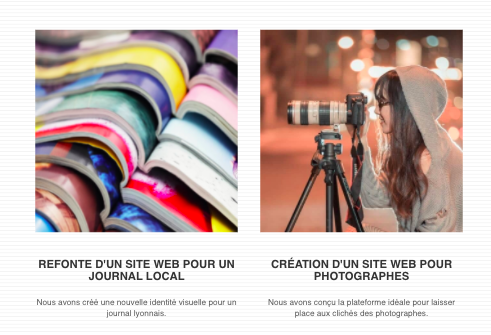 REFONTE D'UN SITE WEB POUR UN
JOURNAL LOCAL
Nous avons créé une nouvelle identité visuelle pour un
journal lyonnais.
CRÉATION D'UN SITE WEB POUR
PHOTOGRAPHES
Nous avons conçu la plateforme idéale pour laisser
place aux clichés des photographes.